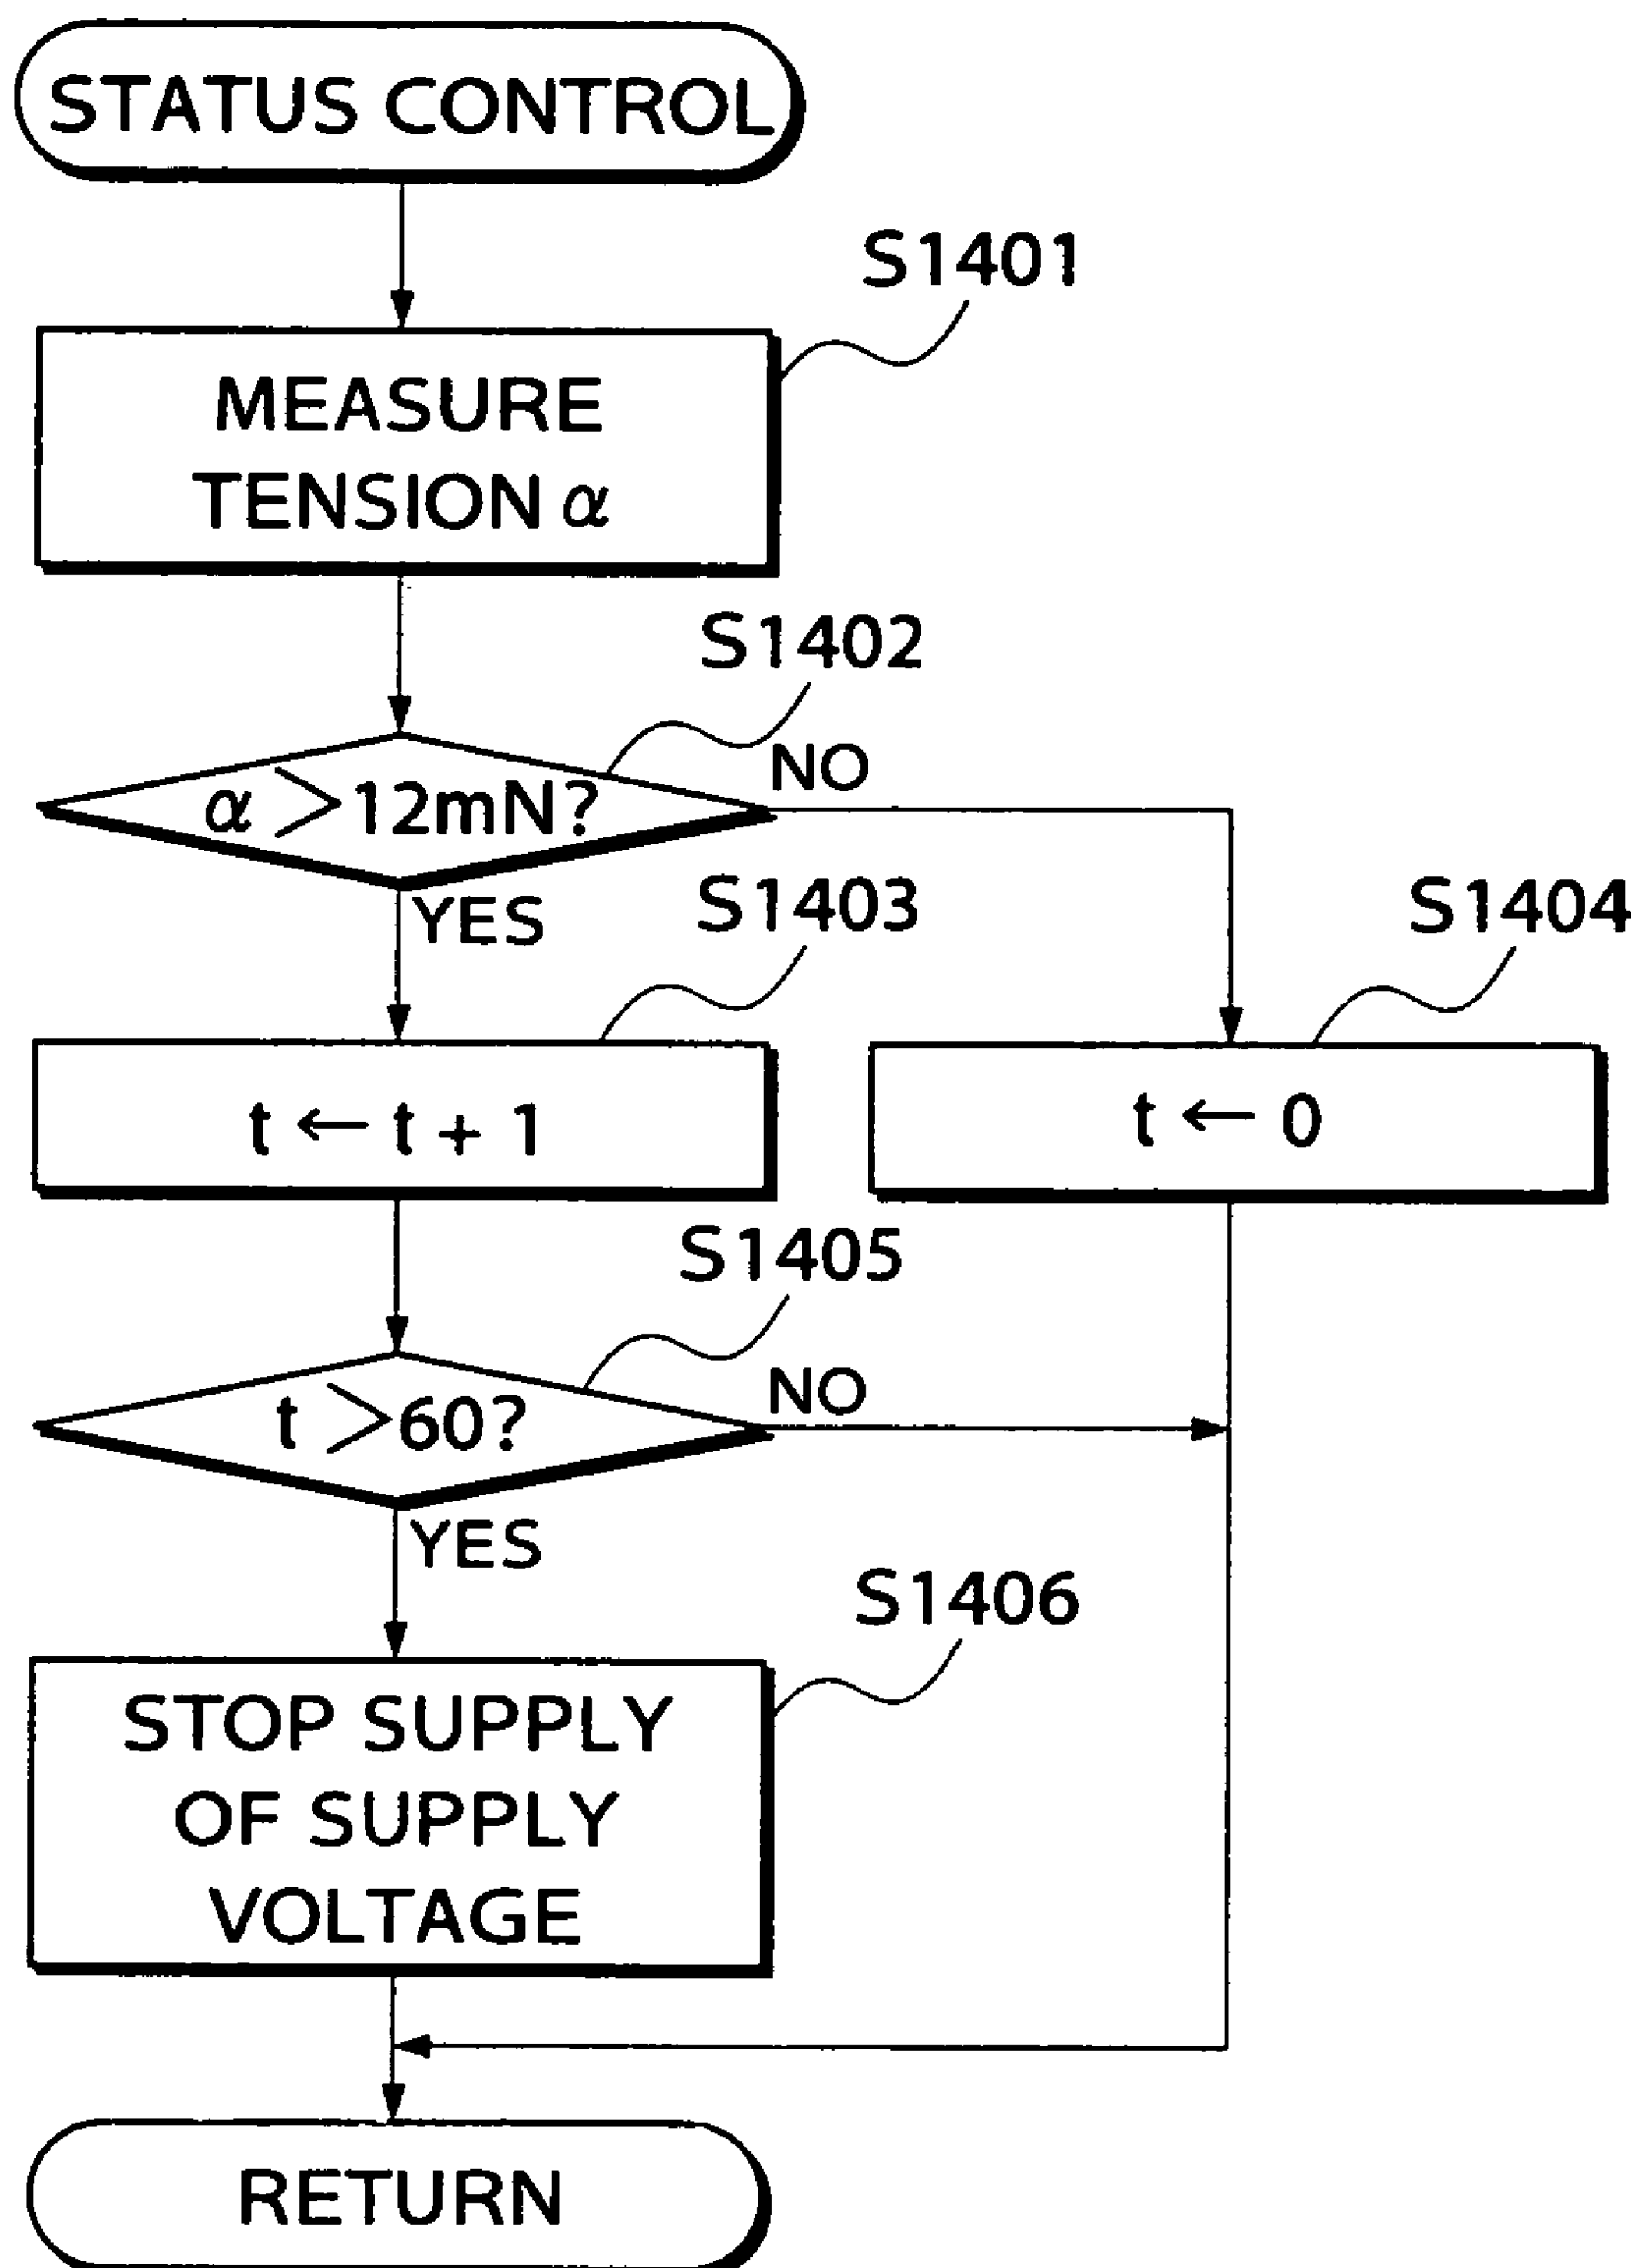 STATUS CONTROL
S1401
MEASURE
TENSION α
S1402
α >12mN?
NO
YES
S1403
S1404
t ← t + 1
t ← 0
S1405
t >60?
NO
YES
S1406
STOP SUPPLY
OF SUPPLY
VOLTAGE
RETURN